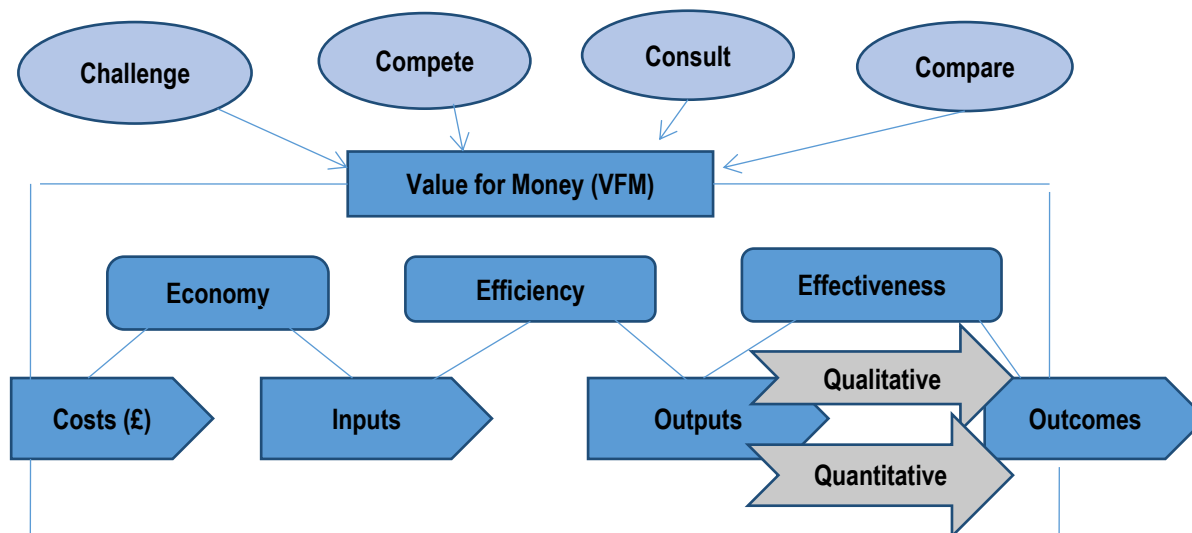 Challenge
Compete
Consult
Compare
Value for Money (VFM)
Economy
Efficiency
Effectiveness
Costs (£)
Inputs
Outputs
Qualitative
Quantitative
Outcomes